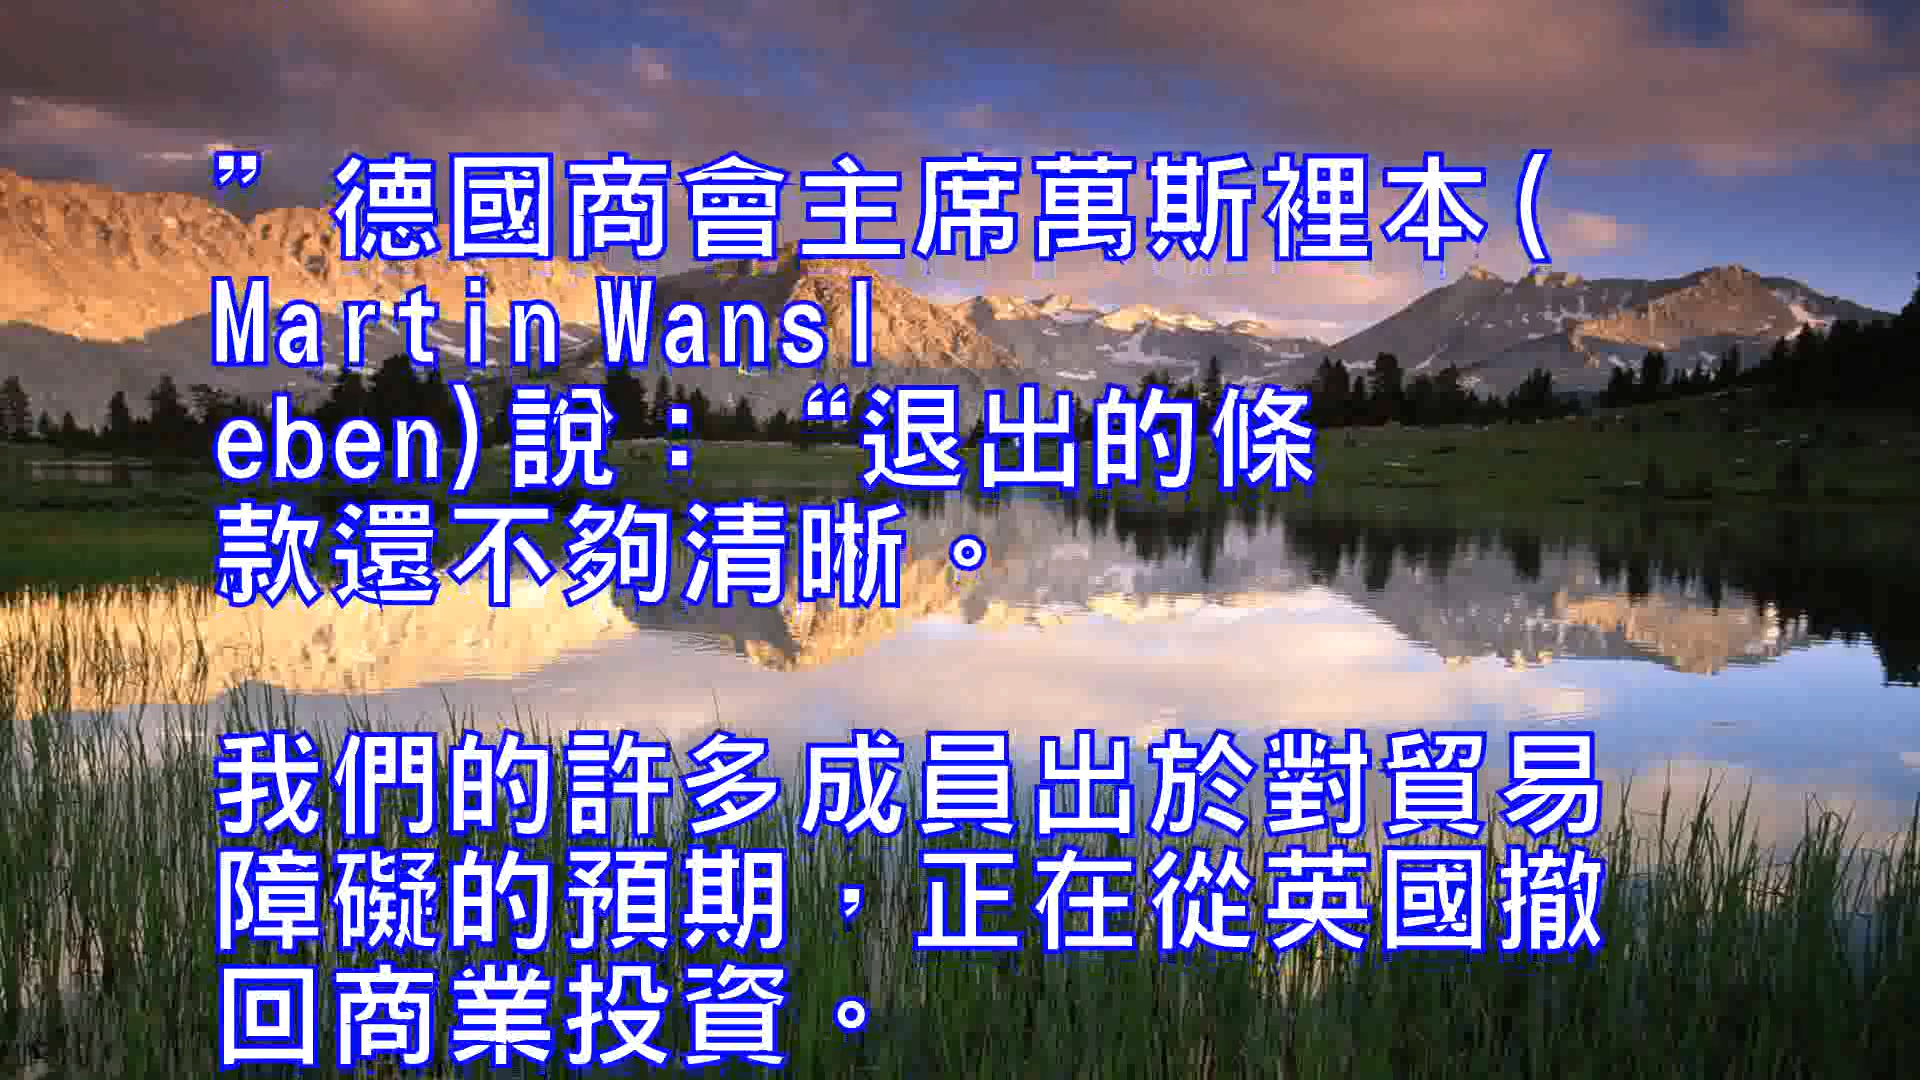 ” 德國商會主席萬斯裡本(
Martin Wansl
eben)說：“退出的條
款還不夠清晰。
我們的許多成員出於對貿易
障礙的預期，正在從英國撤
回商業投資。